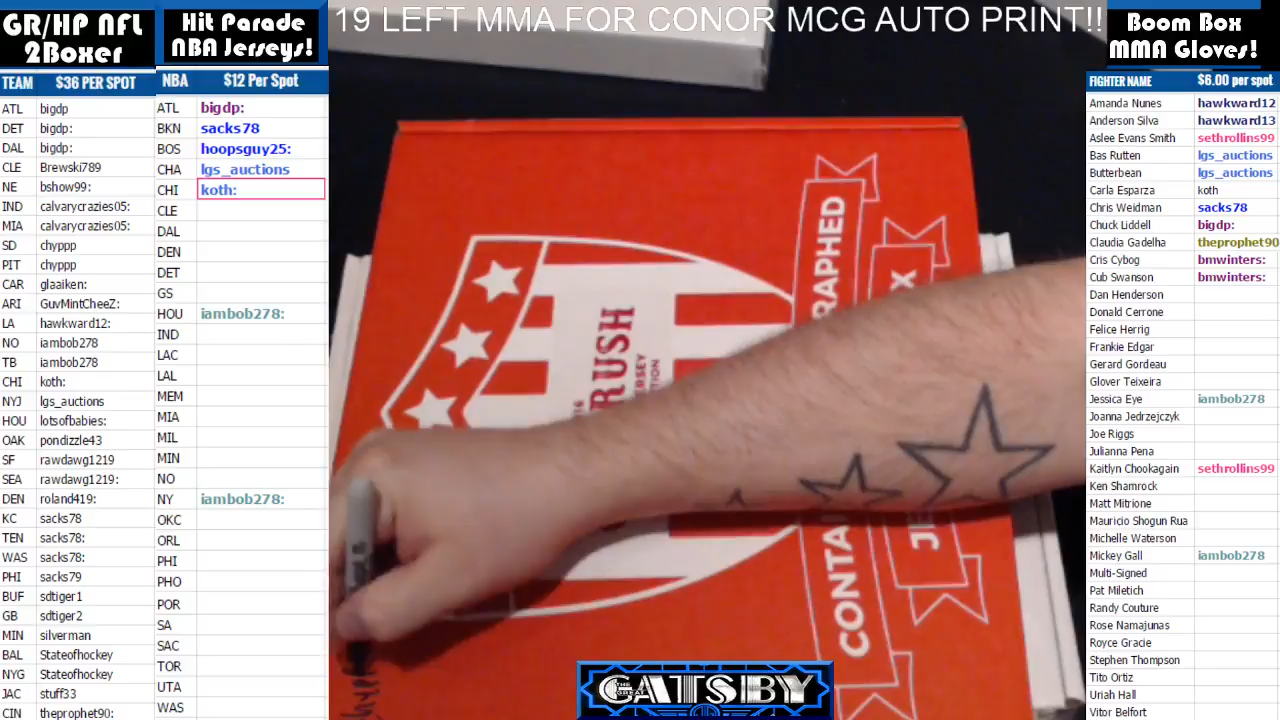 19 LEFT MMA FOR CONOR MCG AUTO PRINT!!
GR/HP NFL
2Boxer
TEAM $36 PER SPOT
ATL bigdp
DET bigdp:
DAL bigdp:
CLE Brewski789
NE bshow99:
IND calvarycrazies05:
MIA calvarycrazies05:
SD chyppp
PIT chyppp
CAR glaaiken:
ARI GuvMintCheeZ:
LA hawkward12:
NO iambob278
TB iambob278
CHI koth:
NYJ lgs_auctions
HOU lotsofbabies:
OAK pondizzle43
SF rawdawg1219
SEA rawdawg1219:
DEN roland419:
KC sacks78
TEN sacks78:
WAS sacks78:
PHI sacks79
BUF sdtiger1
GB sdtiger2
MIN silverman
BAL Stateofhockey
NYG Stateofhockey
JAC stuff33
CIN theprophet90:
Hit Parade
NBA Jerseys!
NBA $12 Per Spot
ATL bigdp:
BKN sacks78
BOS hoopsguy25:
CHA lgs_auctions
CHI koth:
CLE
DAL
DEN
DET
GS
HOU iambob278:
IND
LAC
LAL
MEM
MIA
MIL
MIN
NO
NY iambob278:
OKC
ORL
PHI
PHO
POR
SA
SAC
TOR
UTA
WAS
RUSH
RAPHED
X
CONTA
JE
THE GREAT
GATSBY
Boom Box
MMA Gloves!
FIGHTER NAME $6.00 per spot
Amanda Nunes hawkward12
Anderson Silva hawkward13
Aslee Evans Smith sethrollins99
Bas Rutten lgs_auctions
Butterbean lgs_auctions
Carla Esparza koth
Chris Weidman sacks78
Chuck Liddell bigdp:
Claudia Gadelha theprophet90
Cris Cybog bmwinters:
Cub Swanson bmwinters:
Dan Henderson
Donald Cerrone
Felice Herrig
Frankie Edgar
Gerard Gordeau
Glover Teixeira
Jessica Eye iambob278
Joanna Jedrzejczyk
Joe Riggs
Julianna Pena
Kaitlyn Chookagain sethrollins99
Ken Shamrock
Matt Mitrione
Mauricio Shogun Rua
Michelle Waterson
Mickey Gall iambob278
Multi-Signed
Pat Miletich
Randy Couture
Rose Namajunas
Royce Gracie
Stephen Thompson
Tito Ortiz
Uriah Hall
Vitor Belfort